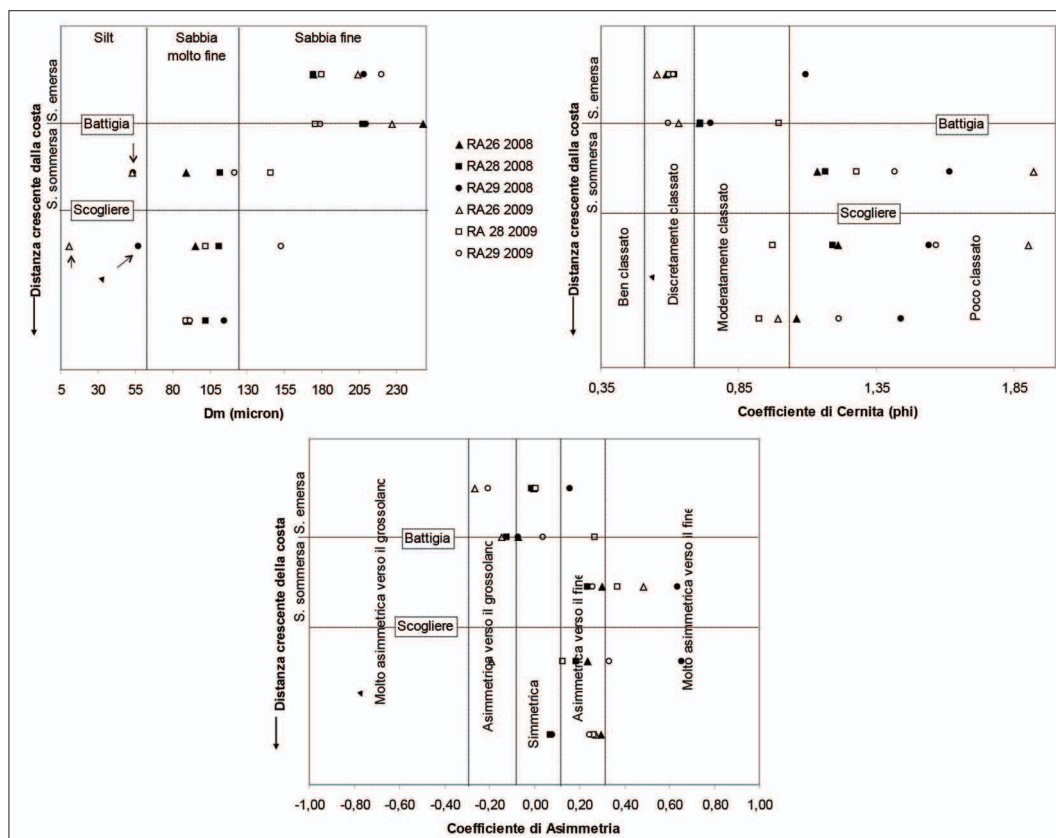 Silt
Sabbia
molto fine
Sabbia fine
Distanza crescente dalla costa
S. sommersa S. emersa
Battigia
Scogliere
5 30 55 80 105 130 155 180 205 230
Dm (micron)
RA26 2008
RA28 2008
RA29 2008
RA26 2009
RA 28 2009
RA29 2009
Distanza crescente dalla costa
S. sommersa S. emersa
Battigia
Scogliere
Ben classato
Discretamente classato
Moderatamente classato
Poco classato
0,35 0,85 1,35 1,85
Coefficiente di Cernita (phi)
Distanza crescente della costa
S. sommersa S. emersa
Battigia
Scogliere
Molto asimmetrica verso il grossolano
Asimmetrica verso il grossolano
Simmetrica
Asimmetrica verso il fine
Molto asimmetrica verso il fine
-1,00 -0,80 -0,60 -0,40 -0,20 0,00 0,20 0,40 0,60 0,80 1,00
Coefficiente di Asimmetria